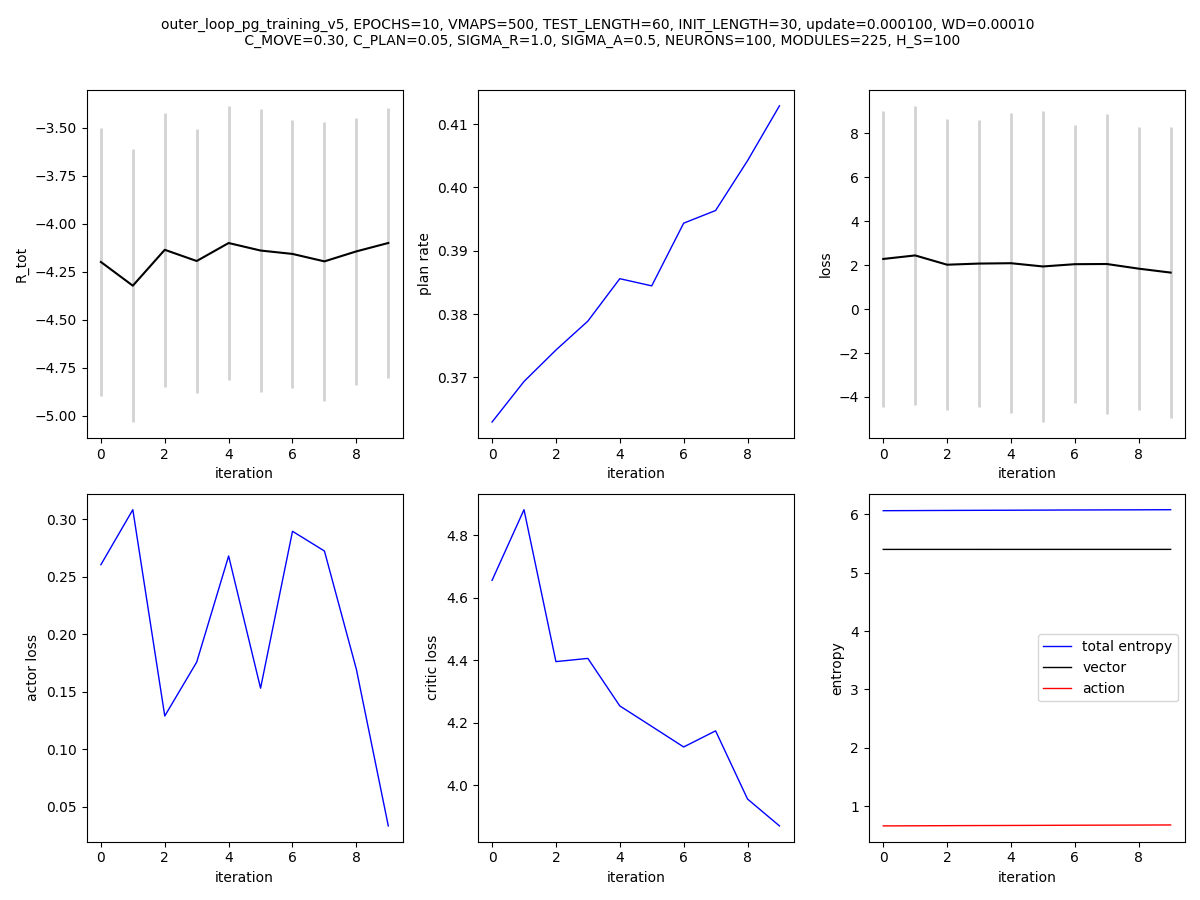 outer_loop_pg_training_v5, EPOCHS=10, VMAPS=500, TEST_LENGTH=60, INIT_LENGTH=30, update=0.000100, WD=0.00010
C_MOVE=0.30, C_PLAN=0.05, SIGMA_R=1.0, SIGMA_A=0.5, NEURONS=100, MODULES=225, H_S=100
R_tot
−3.50
−3.75
−4.00
−4.25
−4.50
−4.75
−5.00
0 2 4 6 8
iteration
plan rate
0.41
0.40
0.39
0.38
0.37
0 2 4 6 8
iteration
loss
8
6
4
2
0
−2
−4
0 2 4 6 8
iteration
actor loss
0.30
0.25
0.20
0.15
0.10
0.05
0 2 4 6 8
iteration
critic loss
4.8
4.6
4.4
4.2
4.0
0 2 4 6 8
iteration
entropy
6
5
4
3
2
1
total entropy
vector
action
0 2 4 6 8
iteration